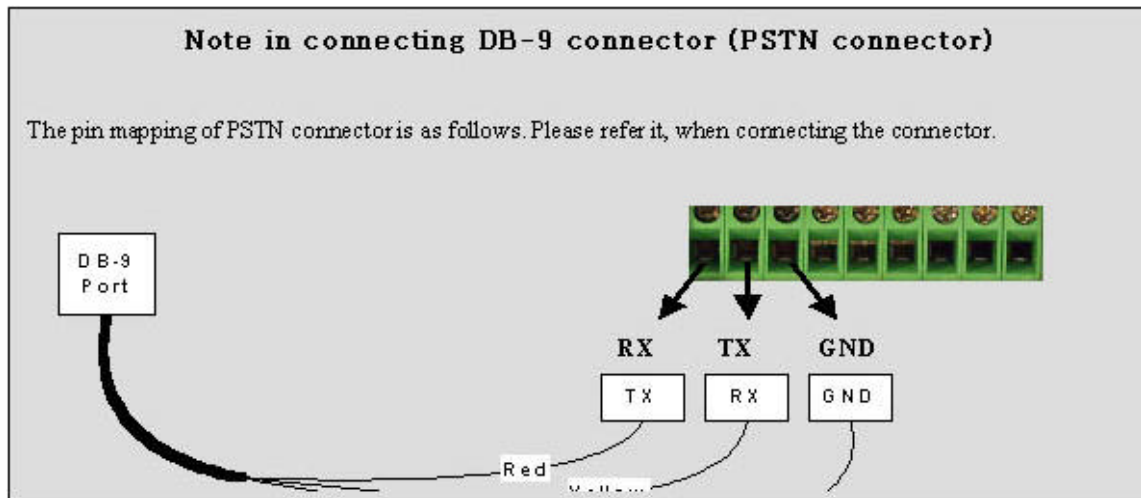 Note in connecting DB-9 connector (PSTN connector)
The pin mapping of PSTN connector is as follows. Please refer it, when connecting the connector.
DB-9
Port
RX TX GND
TX RX GND
Red